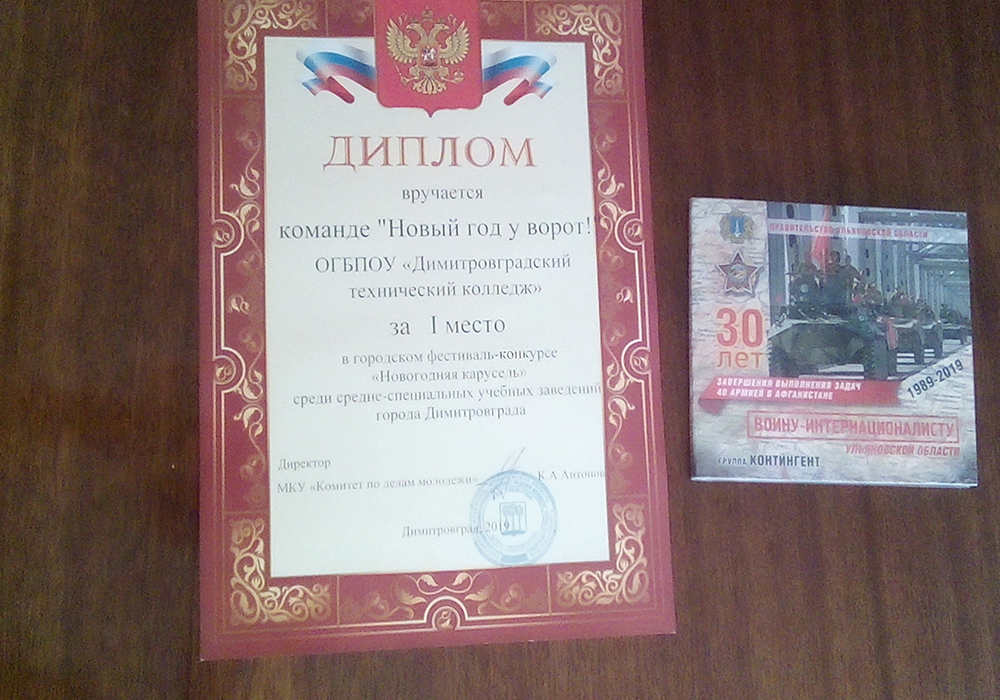 ДИПЛОМ
вручается
команде "Новый год у ворот!"
ОГБПОУ «Димитровградский
технический колледж»
за I место
в городском фестиваль-конкурсе
«Новогодняя карусель»
среди средне-специальных учебных заведений
города Димитровграда
Директор
МКУ «Комитет по делам молодежи»
К.А.Антонов
Димитровград, 2019
ПРАВИТЕЛЬСТВО УЛЬЯНОВСКОЙ ОБЛАСТИ
30
лет
ЗАВЕРШЕНИЯ ВЫПОЛНЕНИЯ ЗАДАЧ
40 АРМИЕЙ В АФГАНИСТАНЕ
1989-2019
ВОИНУ-ИНТЕРНАЦИОНАЛИСТУ
УЛЬЯНОВСКОЙ ОБЛАСТИ
ГРУППА КОНТИНГЕНТ